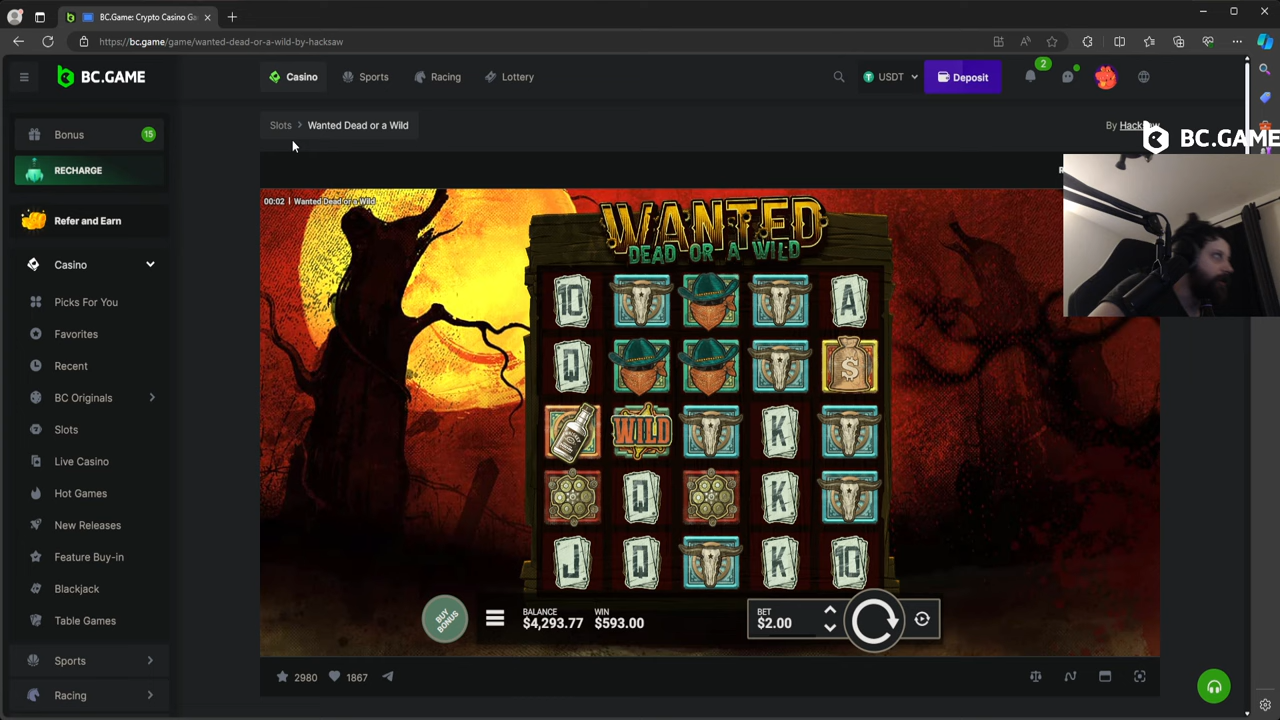 BC.Game: Crypto Casino Ga
https://bc.game/game/wanted-dead-or-a-wild-by-hacksaw
BC.GAME
Casino
Sports
Racing
Lottery
USDT
Deposit
2
Bonus
15
RECHARGE
Refer and Earn
Casino
Picks For You
Favorites
Recent
BC Originals
Slots
Live Casino
Hot Games
New Releases
Feature Buy-in
Blackjack
Table Games
Sports
Racing
Slots > Wanted Dead or a Wild
By Hacksaw
BC.GAME
00:02 | Wanted Dead or a Wild
WANTED
DEAD OR A WILD
10 A
Q $
WILD K
Q K
J Q K 10
BUY
BONUS
BALANCE
$4,293.77
WIN
$593.00
BET
$2.00
2980
1867